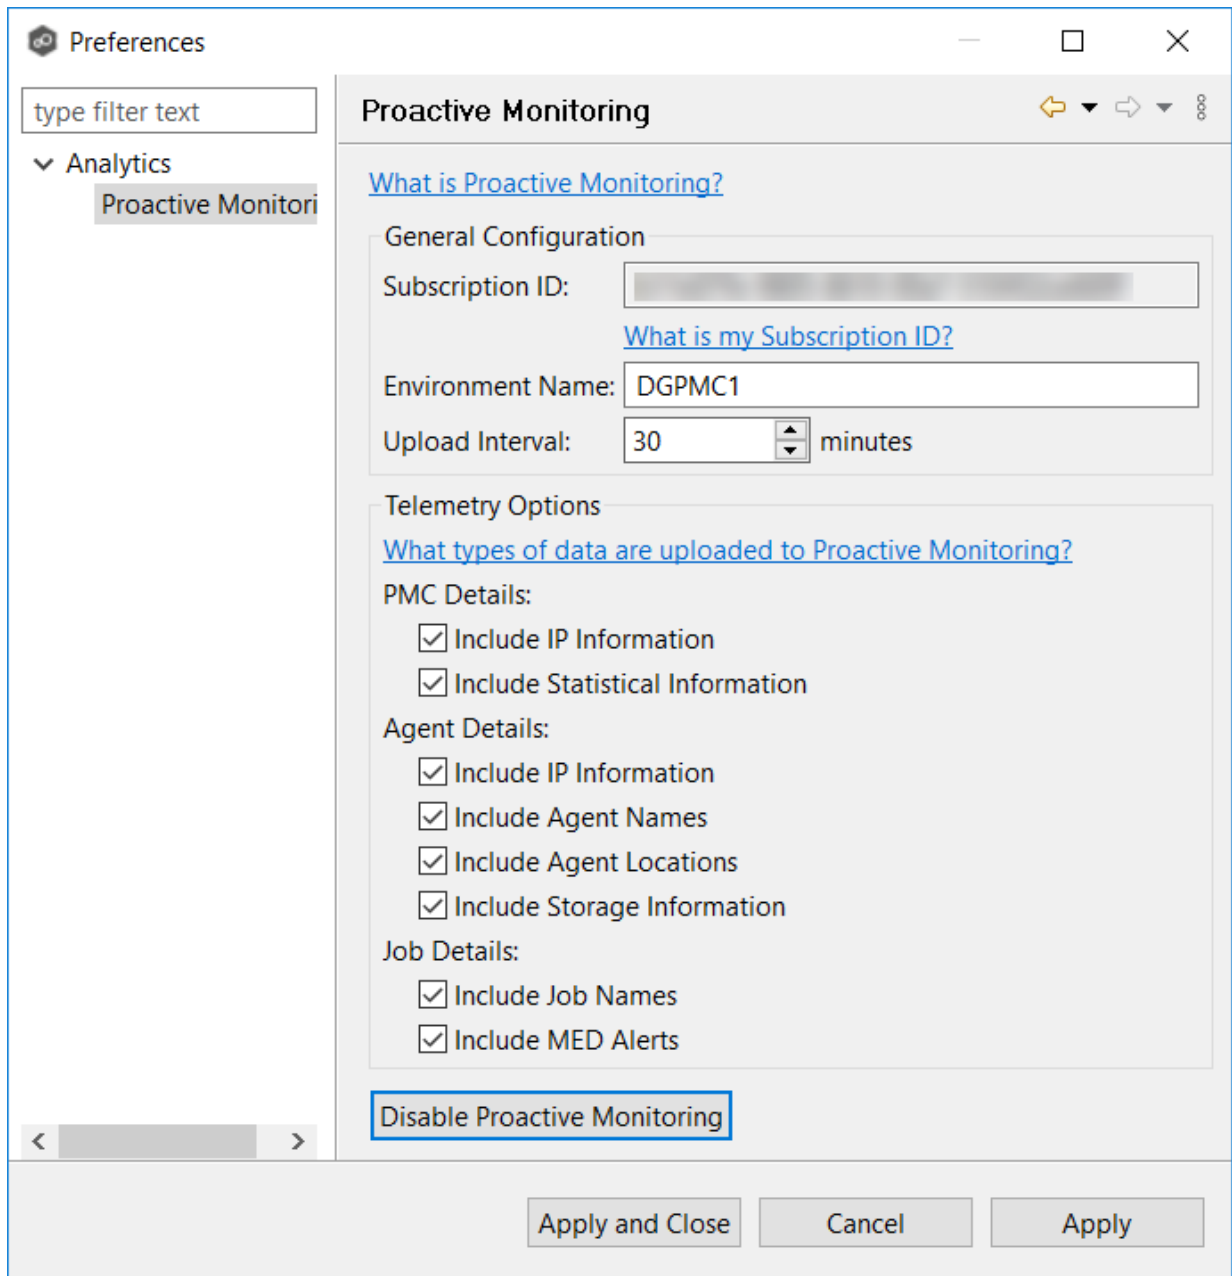 Preferences
type filter text
Analytics
Proactive Monitori
Proactive Monitoring
What is Proactive Monitoring?
General Configuration
Subscription ID:
What is my Subscription ID?
Environment Name: DGPMC1
Upload Interval: 30 minutes
Telemetry Options
What types of data are uploaded to Proactive Monitoring?
PMC Details:
Include IP Information
Include Statistical Information
Agent Details:
Include IP Information
Include Agent Names
Include Agent Locations
Include Storage Information
Job Details:
Include Job Names
Include MED Alerts
Disable Proactive Monitoring
Apply and Close Cancel Apply